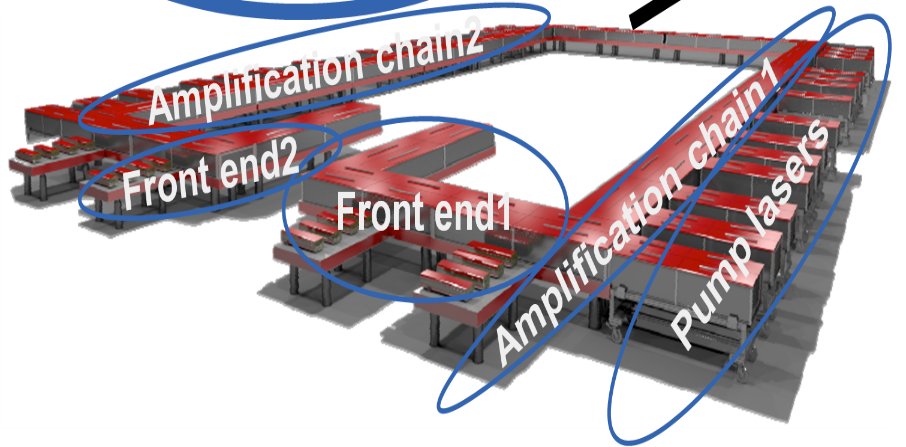 Amplification chain2
Front end2
Front end1
Amplification chain1
Pump lasers